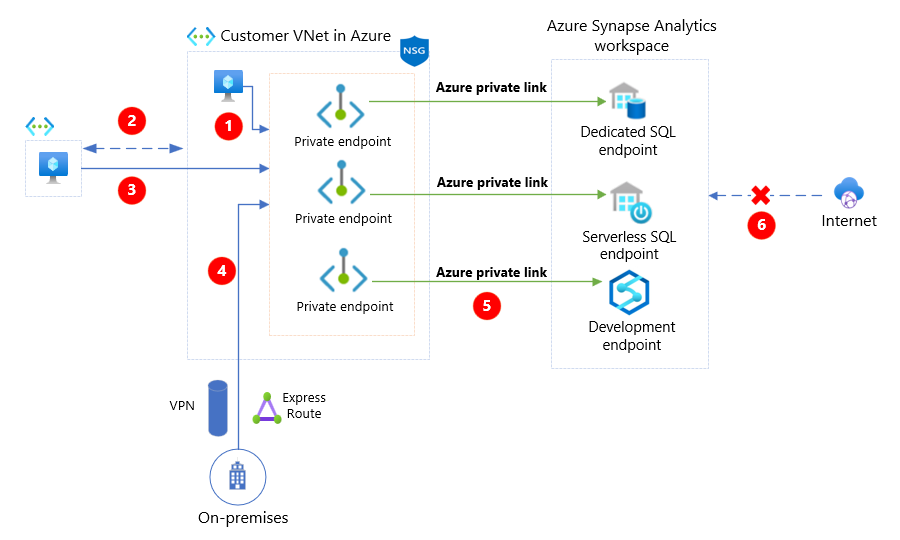 Customer VNet in Azure
NSG
Azure Synapse Analytics
workspace
Azure private link
Dedicated SQL
endpoint
1
Private endpoint
2
3
Azure private link
Private endpoint
Serverless SQL
endpoint
6
Internet
4
Azure private link
Private endpoint
5
Development
endpoint
VPN
Express
Route
On-premises